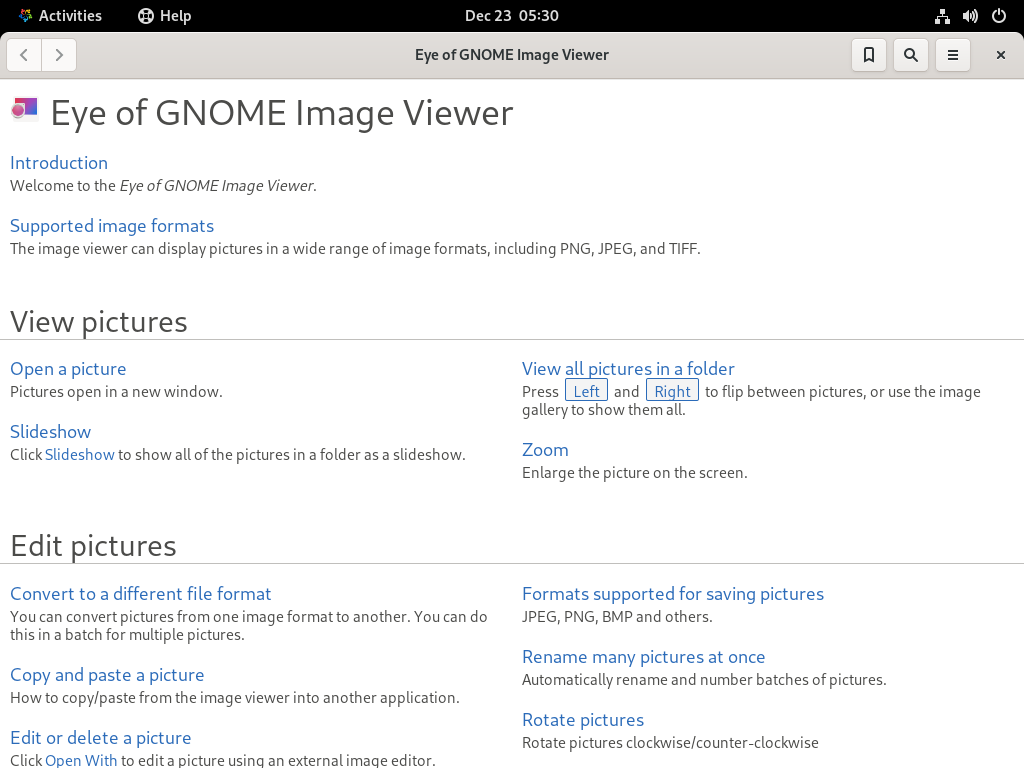 Activities Help Dec 23 05:30
Eye of GNOME Image Viewer
Eye of GNOME Image Viewer
Introduction
Welcome to the Eye of GNOME Image Viewer.
Supported image formats
The image viewer can display pictures in a wide range of image formats, including PNG, JPEG, and TIFF.
View pictures
Open a picture
Pictures open in a new window.
Slideshow
Click Slideshow to show all of the pictures in a folder as a slideshow.
View all pictures in a folder
Press Left and Right to flip between pictures, or use the image
gallery to show them all.
Zoom
Enlarge the picture on the screen.
Edit pictures
Convert to a different file format
You can convert pictures from one image format to another. You can do
this in a batch for multiple pictures.
Copy and paste a picture
How to copy/paste from the image viewer into another application.
Edit or delete a picture
Click Open With to edit a picture using an external image editor.
Formats supported for saving pictures
JPEG, PNG, BMP and others.
Rename many pictures at once
Automatically rename and number batches of pictures.
Rotate pictures
Rotate pictures clockwise/counter-clockwise